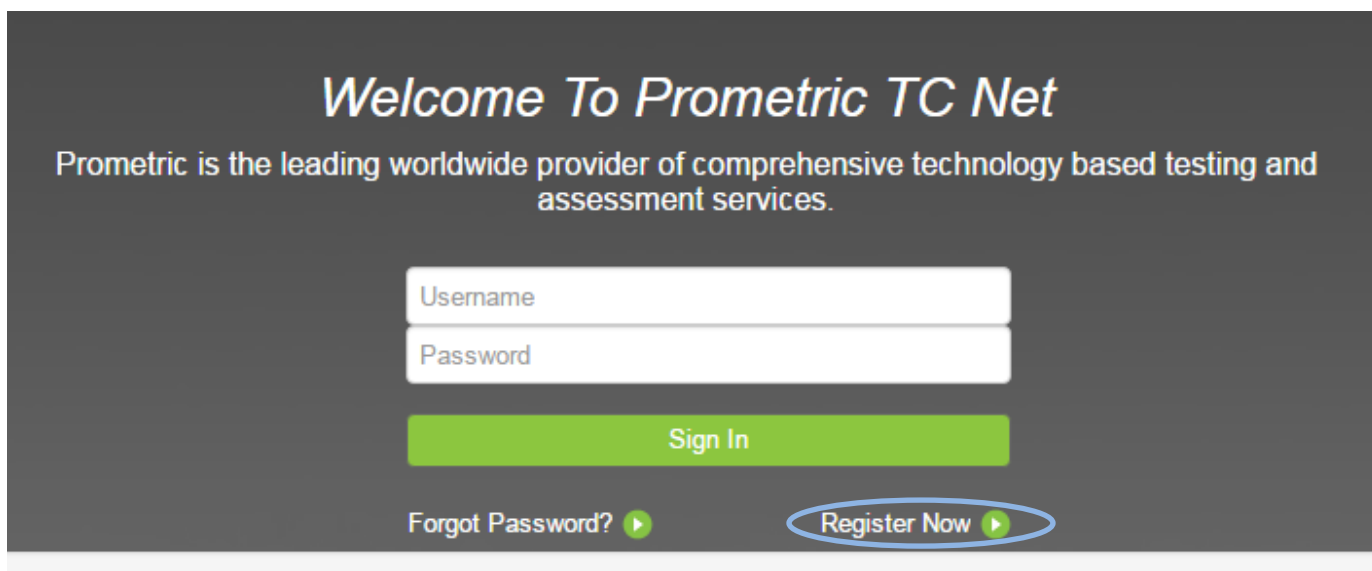 Welcome To Prometric TC Net
Prometric is the leading worldwide provider of comprehensive technology based testing and
assessment services.
Username
Password
Sign In
Forgot Password?
Register Now